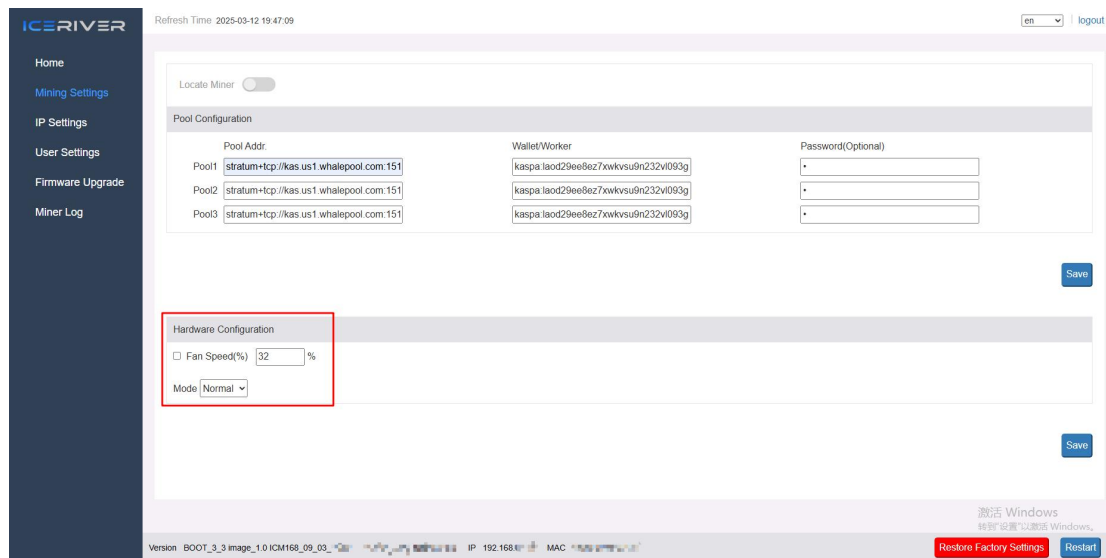 ICERIVER
Refresh Time 2025-03-12 19:47:09
en
logout
Home
Mining Settings
IP Settings
User Settings
Firmware Upgrade
Miner Log
Locate Miner
Pool Configuration
Pool Addr. Wallet/Worker Password(Optional)
Pool1 stratum+tcp://kas.us1.whalepool.com:151 kaspa:laod29ee8ez7xwkvsu9n232vl093g •
Pool2 stratum+tcp://kas.us1.whalepool.com:151 kaspa:laod29ee8ez7xwkvsu9n232vl093g •
Pool3 stratum+tcp://kas.us1.whalepool.com:151 kaspa:laod29ee8ez7xwkvsu9n232vl093g •
Save
Hardware Configuration
Fan Speed(%) 32 %
Mode Normal
Save
激活 Windows
转到"设置"以激活 Windows。
Version BOOT_3_3 image_1.0 ICM168_09_03_ IP 192.168. MAC
Restore Factory Settings
Restart